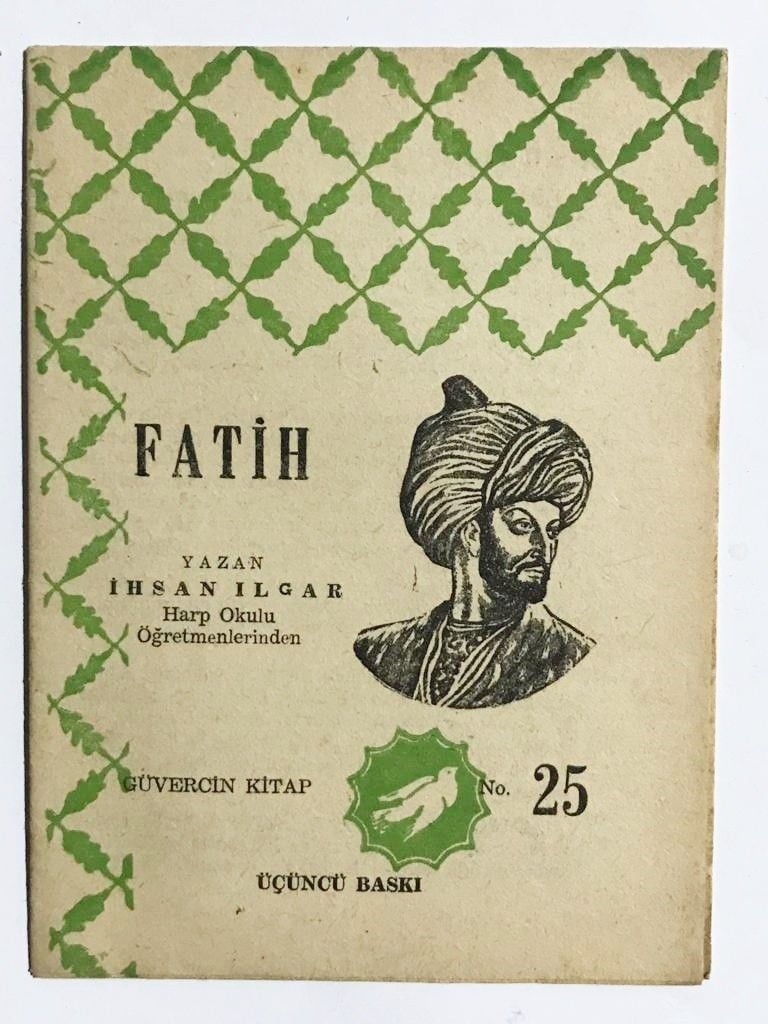 FATİH
YAZAN
İHSAN ILGAR
Harp Okulu
Öğretmenlerinden
GÜVERCİN KİTAP No. 25
ÜÇÜNCÜ BASKI